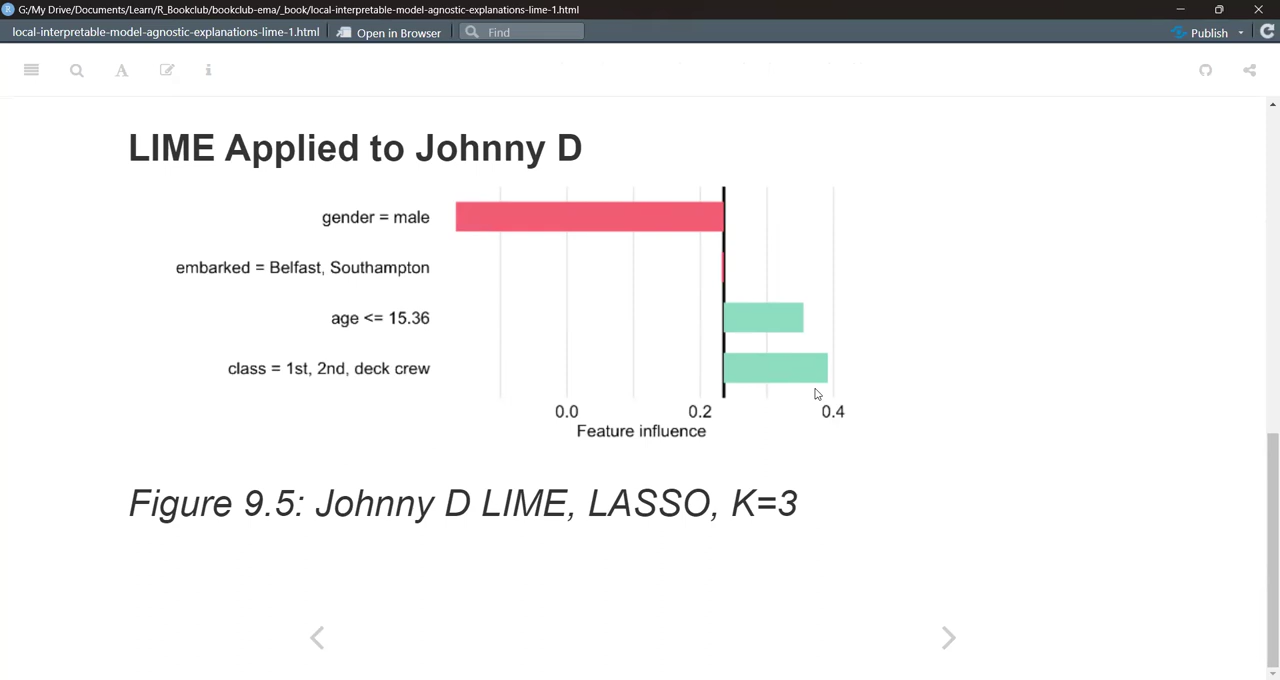 G:/My Drive/Documents/Learn/R_Bookclub/bookclub-ema/_book/local-interpretable-model-agnostic-explanations-lime-1.html
local-interpretable-model-agnostic-explanations-lime-1.html Open in Browser Find Publish
LIME Applied to Johnny D
gender = male
embarked = Belfast, Southampton
age <= 15.36
class = 1st, 2nd, deck crew
0.0 0.2 0.4
Feature influence
Figure 9.5: Johnny D LIME, LASSO, K=3